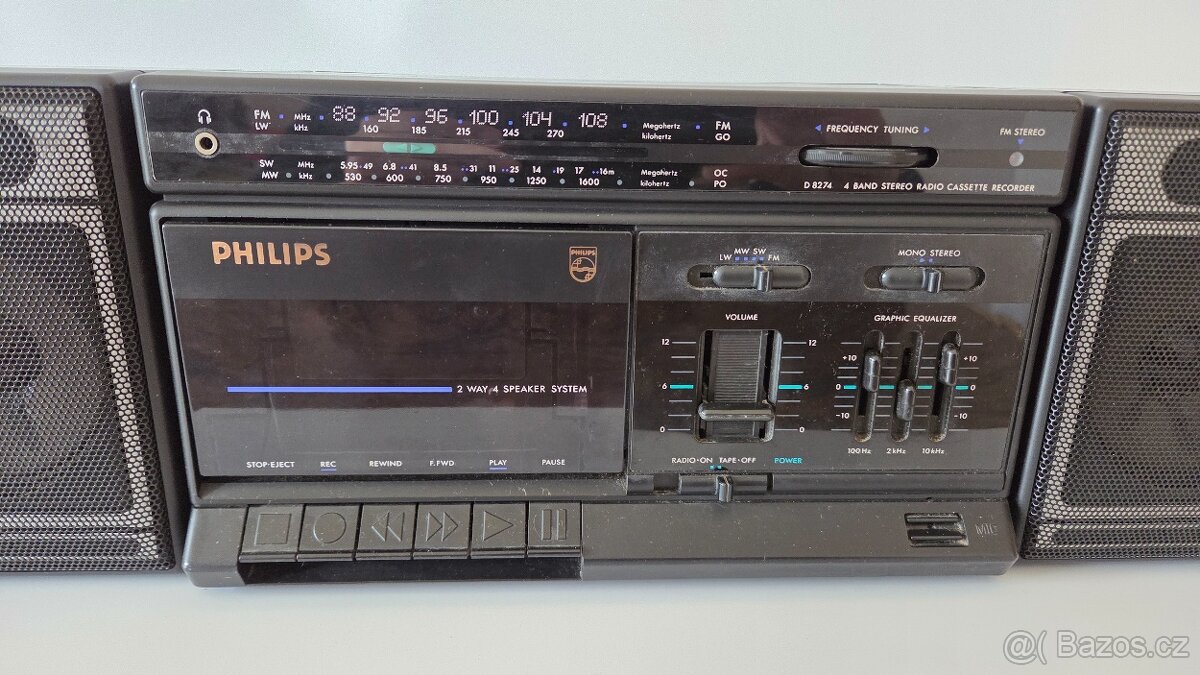 FM MHz 88 92 96 100 104 108 Megahertz FM
LW kHz 160 185 215 245 270 kilohertz GO
FREQUENCY TUNING
FM STEREO
SW MHz 5.95 49 6.8 41 8.5 31 11 25 14 19 17 16m Megahertz OC
MW kHz 530 600 750 950 1250 1600 kilohertz PO
D 8274 4 BAND STEREO RADIO CASSETTE RECORDER
PHILIPS
PHILIPS
2 WAY 4 SPEAKER SYSTEM
STOP·EJECT REC REWIND F.FWD PLAY PAUSE
MW SW
LW FM
MONO STEREO
VOLUME
12 12
6 6
0 0
GRAPHIC EQUALIZER
+10 +10
0 0
-10 -10
100 Hz 2 kHz 10 kHz
RADIO·ON TAPE·OFF POWER
MIC
@( Bazos.cz